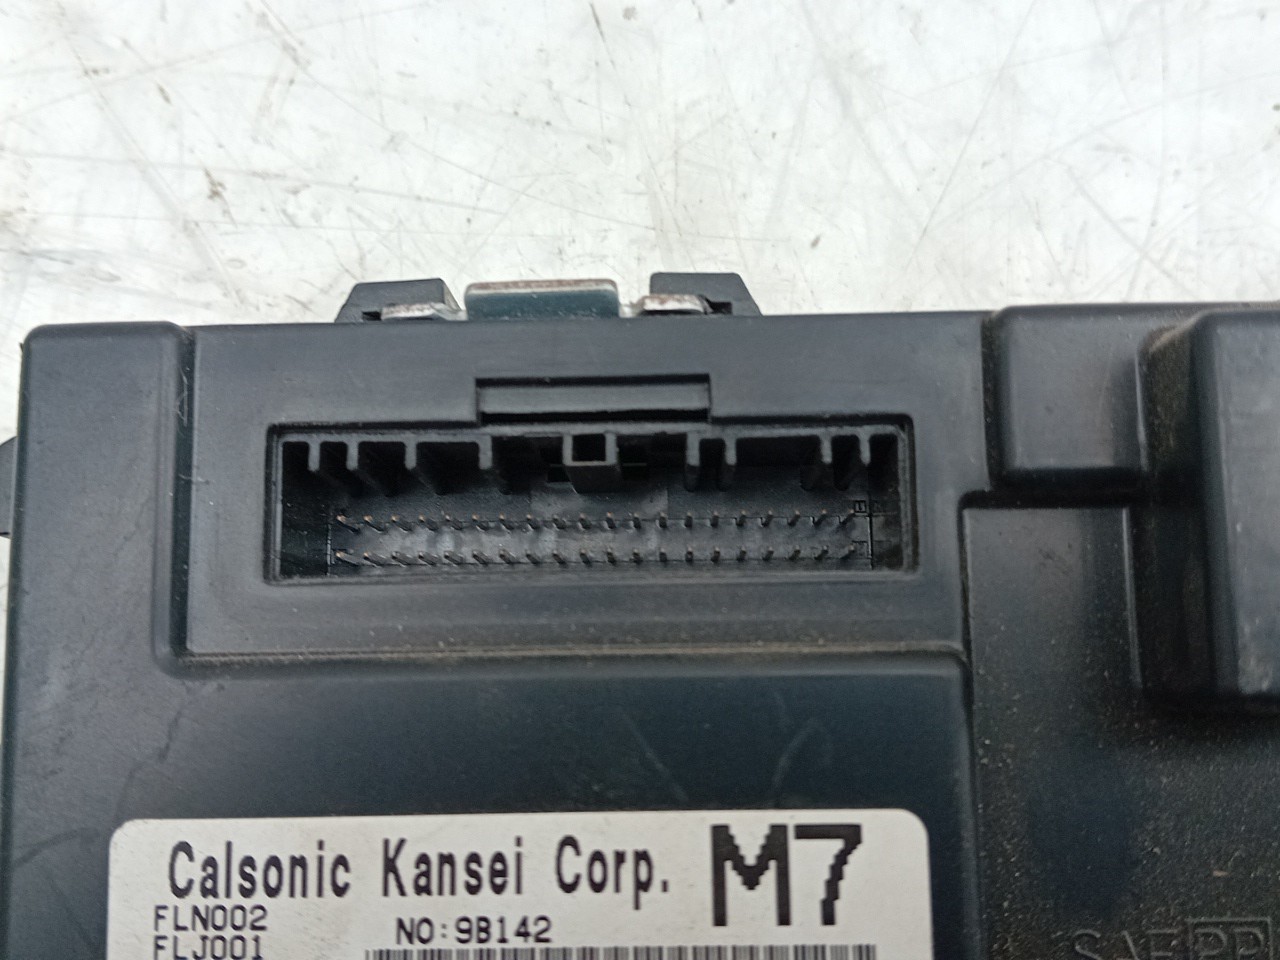 Calsonic Kansei Corp. M7
FLN002
NO:9B142
FLJ001